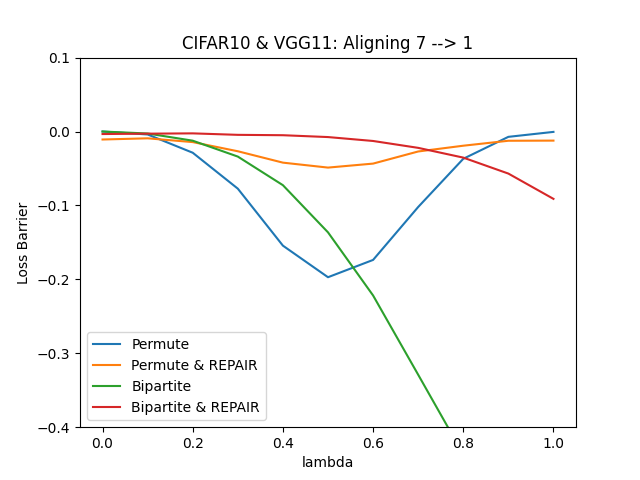 CIFAR10 & VGG11: Aligning 7 --> 1
0.1
0.0
−0.1
−0.2
−0.3
−0.4
Loss Barrier
Permute
Permute & REPAIR
Bipartite
Bipartite & REPAIR
0.0 0.2 0.4 0.6 0.8 1.0
lambda